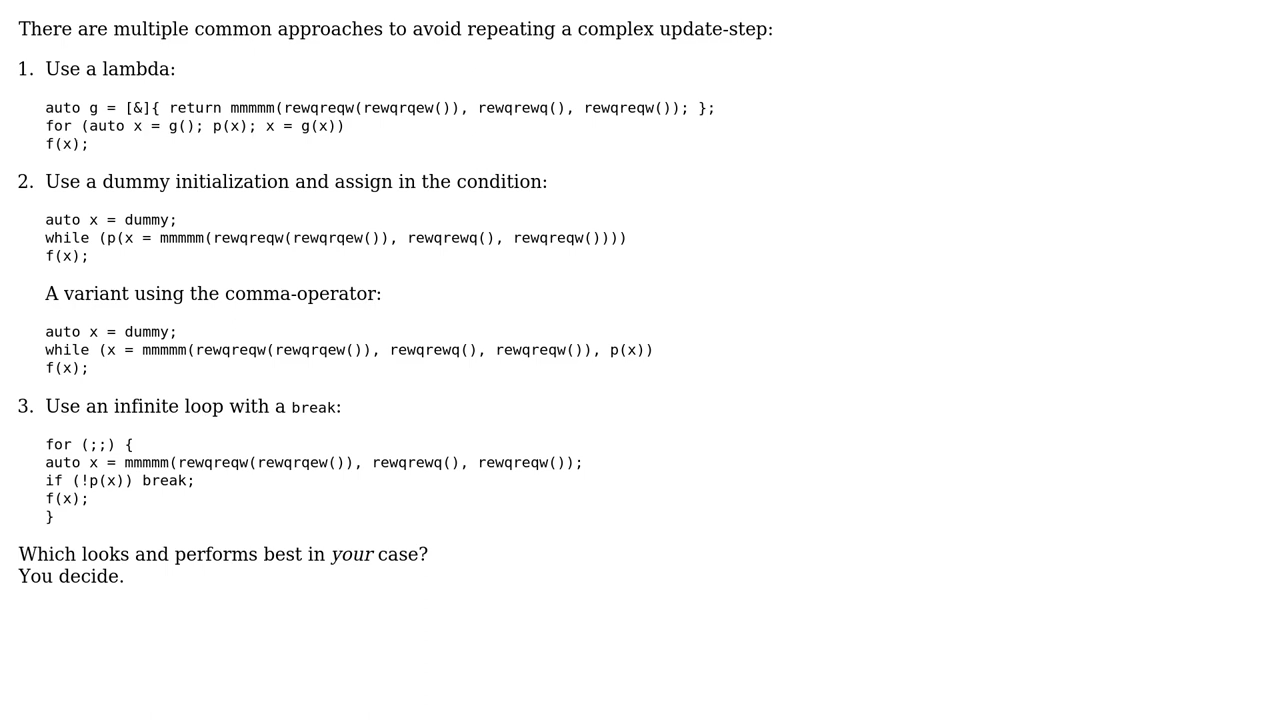 There are multiple common approaches to avoid repeating a complex update-step:
1. Use a lambda:
auto g = [&]{ return mmmmm(rewqreqw(rewqrqew()), rewqrewq(), rewqreqw()); };
for (auto x = g(); p(x); x = g(x))
f(x);
2. Use a dummy initialization and assign in the condition:
auto x = dummy;
while (p(x = mmmmm(rewqreqw(rewqrqew()), rewqrewq(), rewqreqw())))
f(x);
A variant using the comma-operator:
auto x = dummy;
while (x = mmmmm(rewqreqw(rewqrqew()), rewqrewq(), rewqreqw()), p(x))
f(x);
3. Use an infinite loop with a break:
for (;;) {
auto x = mmmmm(rewqreqw(rewqrqew()), rewqrewq(), rewqreqw());
if (!p(x)) break;
f(x);
}
Which looks and performs best in your case?
You decide.